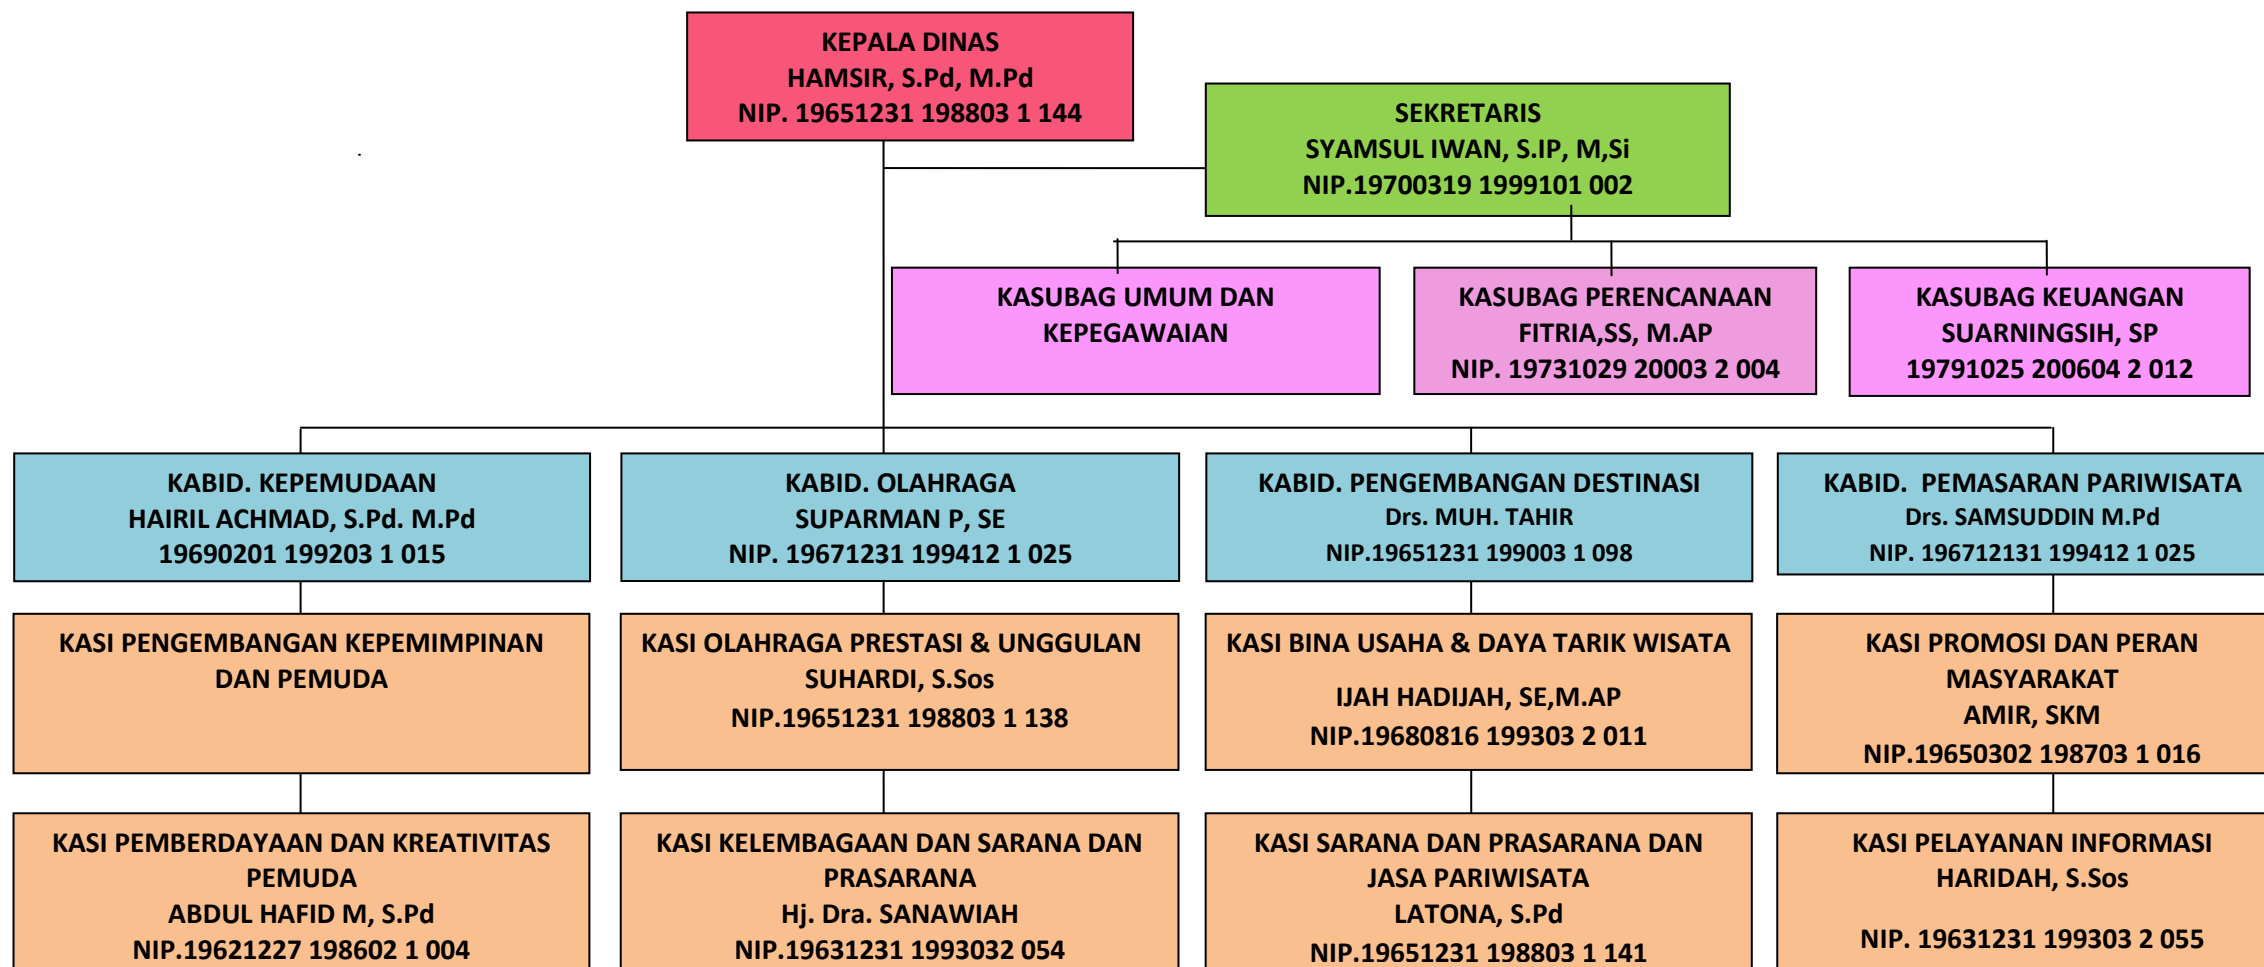 KEPALA DINAS
HAMSIR, S.Pd, M.Pd
NIP. 19651231 198803 1 144
SEKRETARIS
SYAMSUL IWAN, S.IP, M,Si
NIP.19700319 1999101 002
KASUBAG UMUM DAN
KEPEGAWAIAN
KASUBAG PERENCANAAN
FITRIA,SS, M.AP
NIP. 19731029 20003 2 004
KASUBAG KEUANGAN
SUARNINGSIH, SP
19791025 200604 2 012
KABID. KEPEMUDAAN
HAIRIL ACHMAD, S.Pd. M.Pd
19690201 199203 1 015
KABID. OLAHRAGA
SUPARMAN P, SE
NIP. 19671231 199412 1 025
KABID. PENGEMBANGAN DESTINASI
Drs. MUH. TAHIR
NIP.19651231 199003 1 098
KABID. PEMASARAN PARIWISATA
Drs. SAMSUDDIN M.Pd
NIP. 196712131 199412 1 025
KASI PENGEMBANGAN KEPEMIMPINAN
DAN PEMUDA
KASI OLAHRAGA PRESTASI & UNGGULAN
SUHARDI, S.Sos
NIP.19651231 198803 1 138
KASI BINA USAHA & DAYA TARIK WISATA
IJAH HADIJAH, SE,M.AP
NIP.19680816 199303 2 011
KASI PROMOSI DAN PERAN
MASYARAKAT
AMIR, SKM
NIP.19650302 198703 1 016
KASI PEMBERDAYAAN DAN KREATIVITAS
PEMUDA
ABDUL HAFID M, S.Pd
NIP.19621227 198602 1 004
KASI KELEMBAGAAN DAN SARANA DAN
PRASARANA
Hj. Dra. SANAWIAH
NIP.19631231 1993032 054
KASI SARANA DAN PRASARANA DAN
JASA PARIWISATA
LATONA, S.Pd
NIP.19651231 198803 1 141
KASI PELAYANAN INFORMASI
HARIDAH, S.Sos
NIP. 19631231 199303 2 055